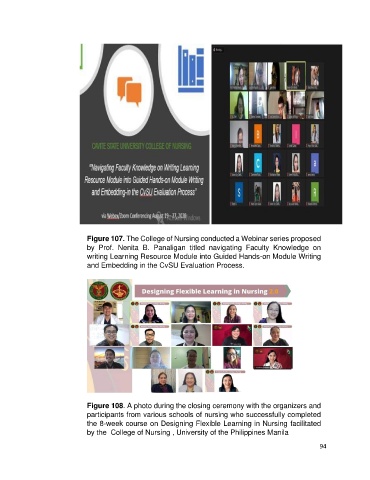 CAVITE STATE UNIVERSITY COLLEGE OF NURSING
"Navigating Faculty Knowledge on Writing Learning
Resource Module into Guided Hands-on Module Writing
and Embedding-in the CvSU Evaluation Process"
via Webex/Zoom Conferencing August 19 - 27, 2020
Figure 107. The College of Nursing conducted a Webinar series proposed
by Prof. Nenita B. Panaligan titled navigating Faculty Knowledge on
writing Learning Resource Module into Guided Hands-on Module Writing
and Embedding in the CvSU Evaluation Process.
Designing Flexible Learning in Nursing
Figure 108. A photo during the closing ceremony with the organizers and
participants from various schools of nursing who successfully completed
the 8-week course on Designing Flexible Learning in Nursing facilitated
by the College of Nursing , University of the Philippines Manila
94